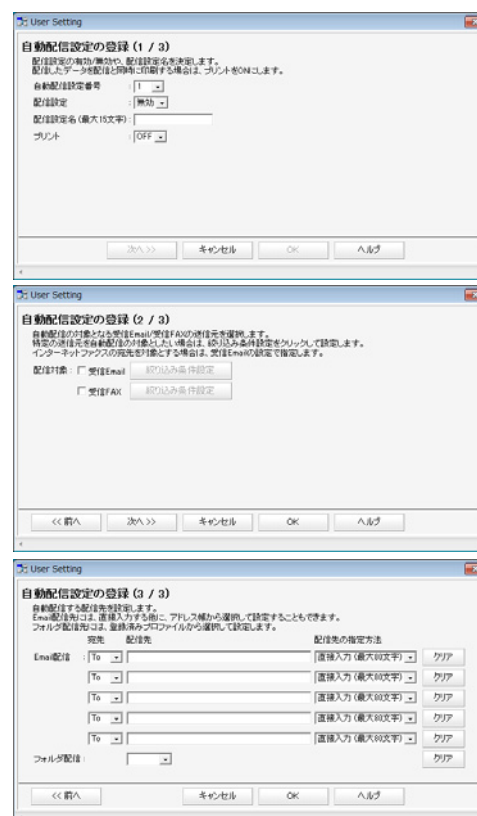 User Setting
自動配信設定の登録 (1 / 3)
配信設定の有効/無効や、配信設定名を決定します。
配信したデータを配信と同時に印刷する場合は、プリントをONにします。
自動配信設定番号 : 1
配信設定 : 無効
配信設定名(最大15文字) :
プリント : OFF
次へ >> キャンセル OK ヘルプ
User Setting
自動配信設定の登録 (2 / 3)
自動配信の対象となる受信Email/受信FAXの送信元を選択します。
特定の送信元を自動配信の対象としたい場合は、絞り込み条件設定をクリックして設定します。
インターネットファクスの宛先を対象とする場合は、受信Emailの設定で指定します。
配信対象 : 受信Email 絞り込み条件設定
受信FAX 絞り込み条件設定
<< 前へ 次へ >> キャンセル OK ヘルプ
User Setting
自動配信設定の登録 (3 / 3)
自動配信する配信先を設定します。
Email配信先には、直接入力する他に、アドレス帳から選択して設定することもできます。
フォルダ配信先には、登録済みプロファイルから選択して設定します。
宛先 配信先 配信先の指定方法
Email配信 : To 直接入力(最大80文字) クリア
To 直接入力(最大80文字) クリア
To 直接入力(最大80文字) クリア
To 直接入力(最大80文字) クリア
To 直接入力(最大80文字) クリア
フォルダ配信 : クリア
<< 前へ キャンセル OK ヘルプ